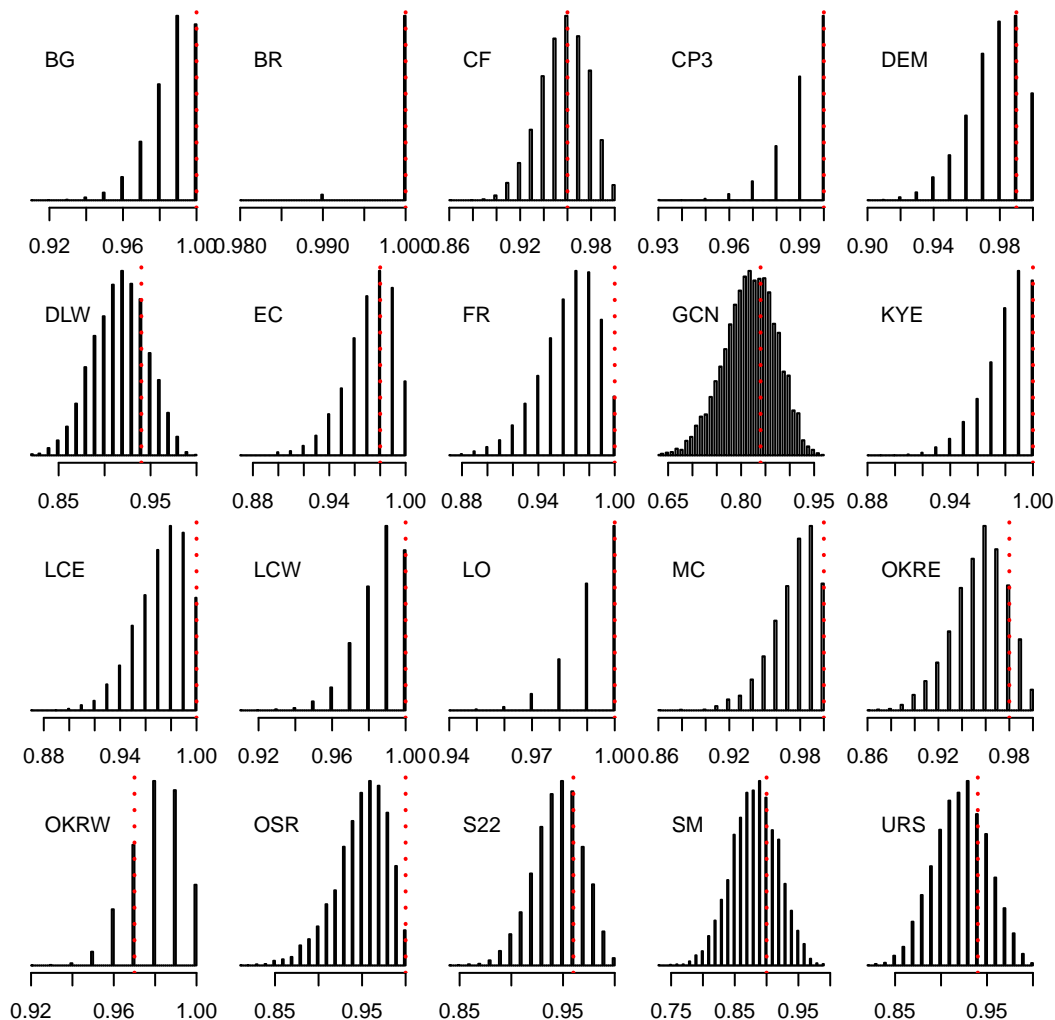 BG BR CF CP3 DEM
0.92 0.96 1.00 0.980 0.990 1.000 0.86 0.92 0.98 0.93 0.96 0.99 0.90 0.94 0.98
DLW EC FR GCN KYE
0.85 0.95 0.88 0.94 1.00 0.88 0.94 1.00 0.65 0.80 0.95 0.88 0.94 1.00
LCE LCW LO MC OKRE
0.88 0.94 1.00 0.92 0.96 1.00 0.94 0.97 1.00 0.86 0.92 0.98 0.86 0.92 0.98
OKRW OSR S22 SM URS
0.92 0.96 1.00 0.85 0.95 0.85 0.95 0.75 0.85 0.95 0.85 0.95